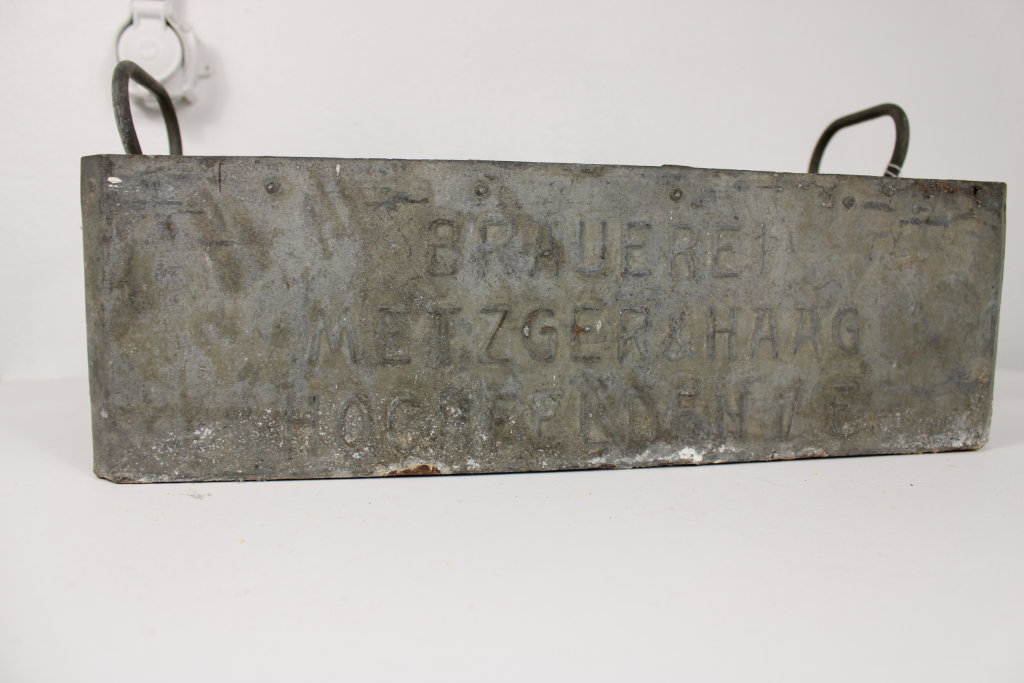 BRAUEREI
METZGER & HAAG
HOCHFELDEN I E